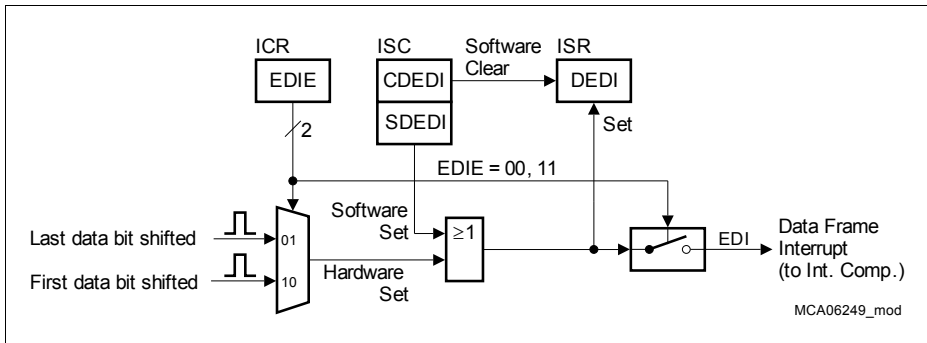 ICR
ISC
Software
Clear
ISR
EDIE
CDEDI
DEDI
SDEDI
Set
2
EDIE = 00, 11
Software
Set
≥1
Last data bit shifted
01
Hardware
Set
First data bit shifted
10
EDI
Data Frame
Interrupt
(to Int. Comp.)
MCA06249_mod